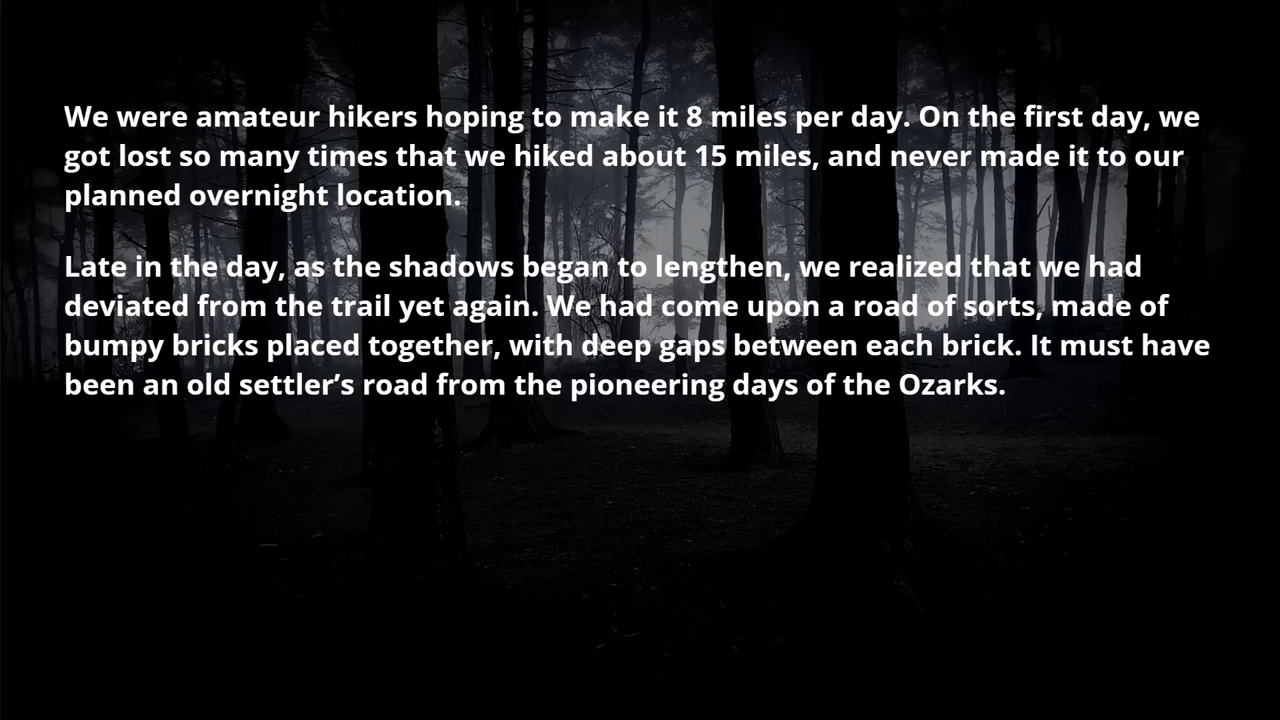 We were amateur hikers hoping to make it 8 miles per day. On the first day, we
got lost so many times that we hiked about 15 miles, and never made it to our
planned overnight location.
Late in the day, as the shadows began to lengthen, we realized that we had
deviated from the trail yet again. We had come upon a road of sorts, made of
bumpy bricks placed together, with deep gaps between each brick. It must have
been an old settler’s road from the pioneering days of the Ozarks.